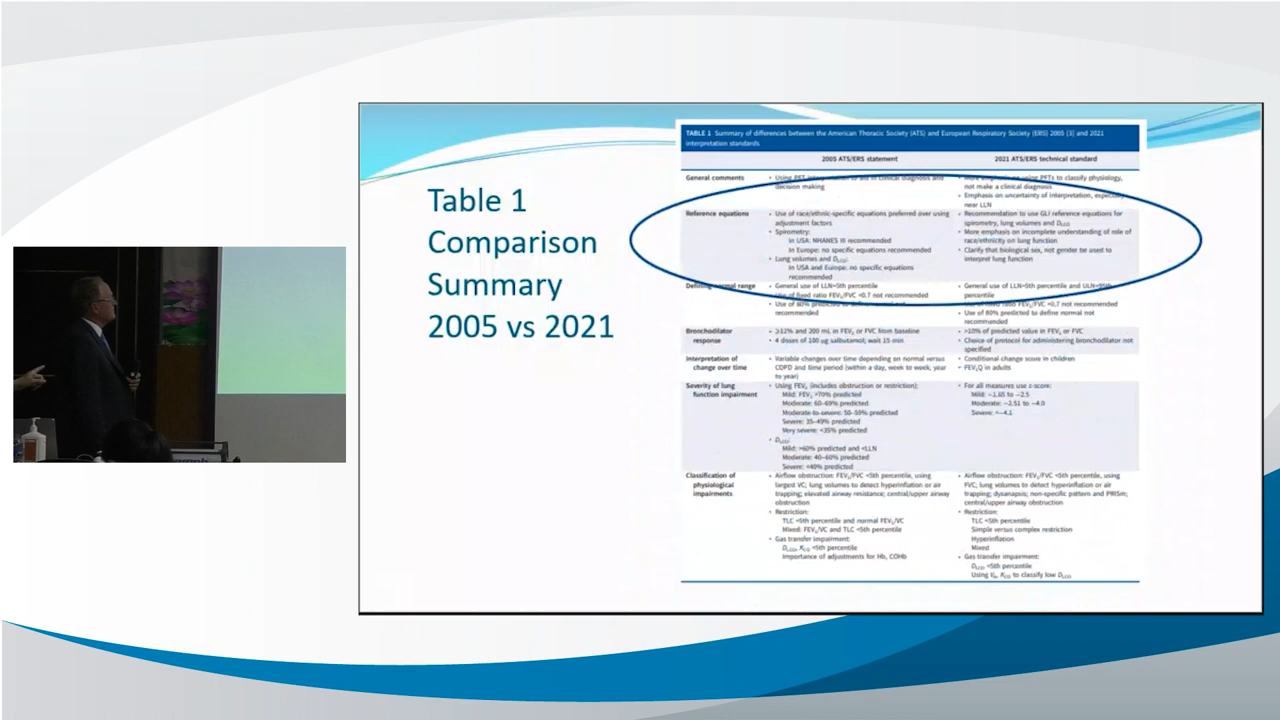 Table 1
Comparison
Summary
2005 vs 2021
TABLE 1 Summary of differences between the American Thoracic Society (ATS) and European Respiratory Society (ERS) 2005 [3] and 2021
interpretation standards
2005 ATS/ERS statement
2021 ATS/ERS technical standard
General comments
• Using PFT interpretation to aid in clinical diagnosis and
decision making
• More emphasis on using PFTs to classify physiology,
not make a clinical diagnosis
• Emphasis on uncertainty of interpretation, especially
near LLN
Reference equations
• Use of race/ethnic-specific equations preferred over using
adjustment factors
• Spirometry:
In USA: NHANES III recommended
In Europe: no specific equations recommended
• Lung volumes and DLCO:
In USA and Europe: no specific equations
recommended
• Recommendation to use GLI reference equations for
spirometry, lung volumes and DLCO
• More emphasis on incomplete understanding of role of
race/ethnicity on lung function
• Clarify that biological sex, not gender be used to
interpret lung function
Defining normal range
• General use of LLN=5th percentile
• Use of fixed ratio FEV1/FVC <0.7 not recommended
• Use of 80% predicted to define normal not
recommended
• General use of LLN=5th percentile and ULN=95th
percentile
• Use of fixed ratio FEV1/FVC <0.7 not recommended
• Use of 80% predicted to define normal not
recommended
Bronchodilator
response
• ⩾12% and 200 mL in FEV1 or FVC from baseline
• 4 doses of 100 μg salbutamol; wait 15 min
• >10% of predicted value in FEV1 or FVC
• Choice of protocol for administering bronchodilator not
specified
Interpretation of
change over time
• Variable changes over time depending on normal versus
COPD and time period (within a day, week to week, year
to year)
• Conditional change score in children
• FEV1Q in adults
Severity of lung
function impairment
• Using FEV1 (includes obstruction or restriction):
Mild: FEV1 >70% predicted
Moderate: 60–69% predicted
Moderate-to-severe: 50–59% predicted
Severe: 35–49% predicted
Very severe: <35% predicted
• DLCO:
Mild: >60% predicted and <LLN
Moderate: 40–60% predicted
Severe: <40% predicted
• For all measures use z-score:
Mild: −1.65 to −2.5
Moderate: −2.51 to −4.0
Severe: <−4.1
Classification of
physiological
impairments
• Airflow obstruction: FEV1/FVC <5th percentile, using
largest VC; lung volumes to detect hyperinflation or air
trapping; elevated airway resistance; central/upper airway
obstruction
• Restriction:
TLC <5th percentile and normal FEV1/VC
Mixed: FEV1/VC and TLC <5th percentile
• Gas transfer impairment:
DLCO, KCO <5th percentile
Importance of adjustments for Hb, COHb
• Airflow obstruction: FEV1/FVC <5th percentile, using
FVC; lung volumes to detect hyperinflation or air
trapping; dysanapsis; non-specific pattern and PRISm;
central/upper airway obstruction
• Restriction:
TLC <5th percentile
Simple versus complex restriction
Hyperinflation
Mixed
• Gas transfer impairment:
DLCO <5th percentile
Using VA, KCO to classify low DLCO